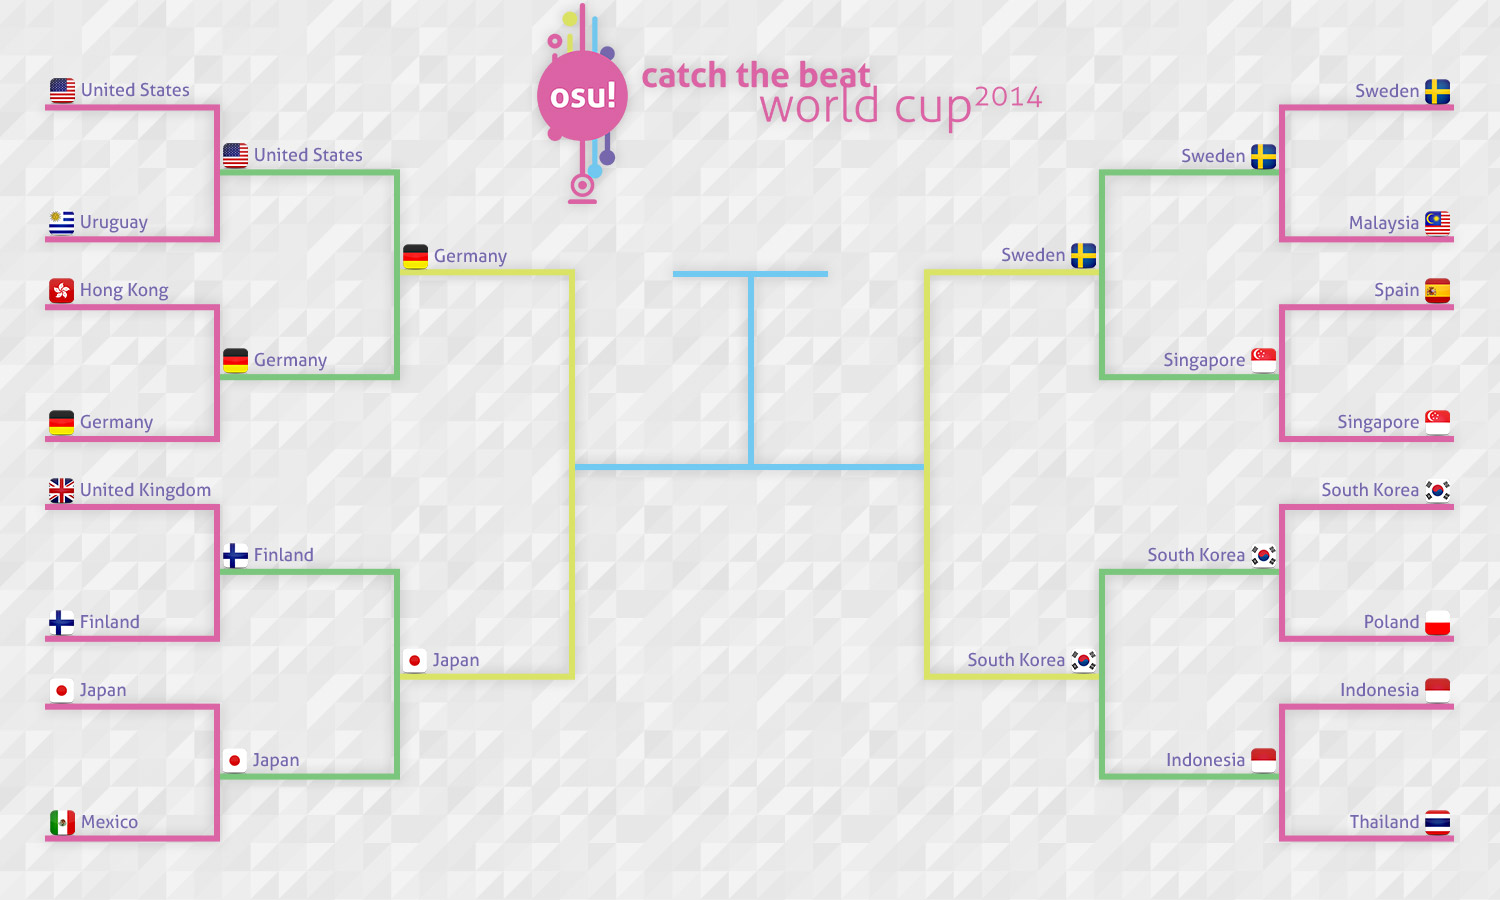 osu!
catch the beat
world cup 2014
United States
Uruguay
Hong Kong
Germany
United Kingdom
Finland
Japan
Mexico
United States
Germany
Finland
Japan
Germany
Japan
Sweden
South Korea
Sweden
Singapore
South Korea
Indonesia
Sweden
Malaysia
Spain
Singapore
South Korea
Poland
Indonesia
Thailand